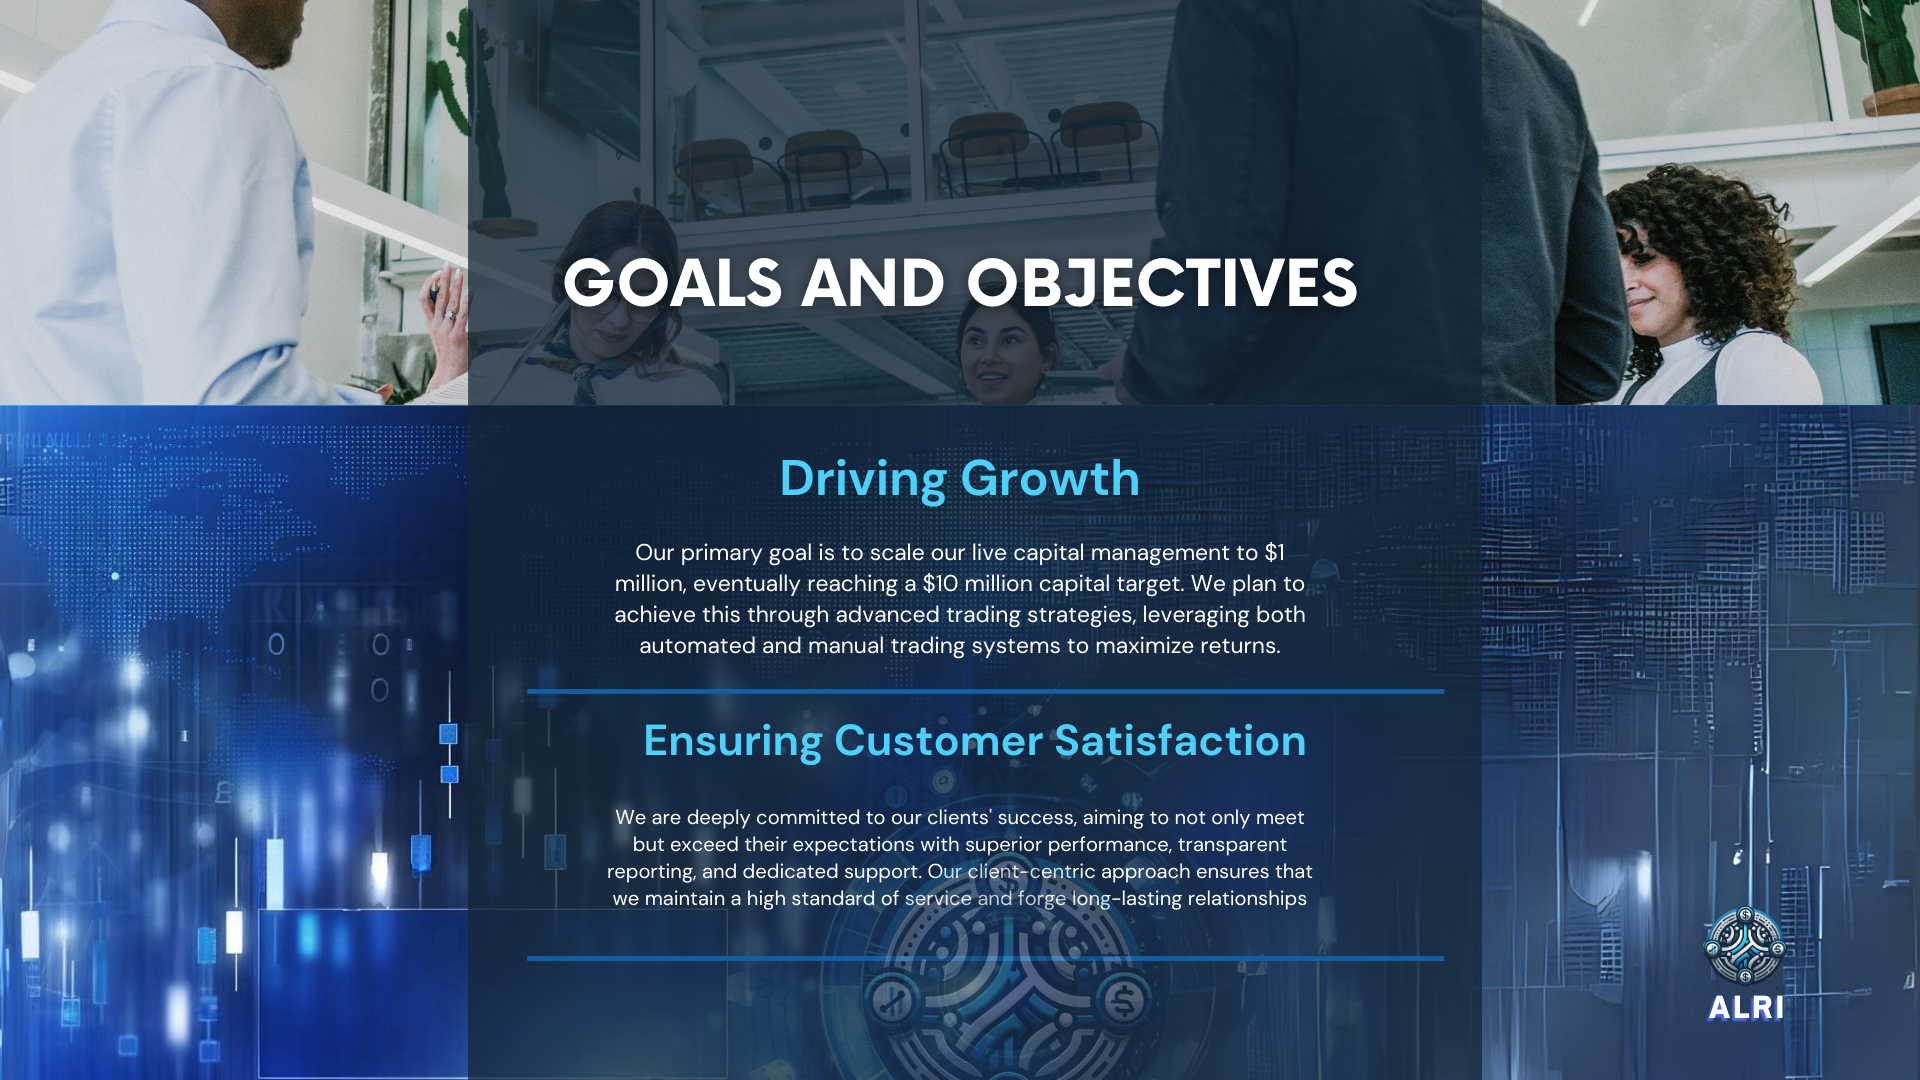 GOALS AND OBJECTIVES
Driving Growth
Our primary goal is to scale our live capital management to $1
million, eventually reaching a $10 million capital target. We plan to
achieve this through advanced trading strategies, leveraging both
automated and manual trading systems to maximize returns.
Ensuring Customer Satisfaction
We are deeply committed to our clients' success, aiming to not only meet
but exceed their expectations with superior performance, transparent
reporting, and dedicated support. Our client-centric approach ensures that
we maintain a high standard of service and forge long-lasting relationships
ALRI